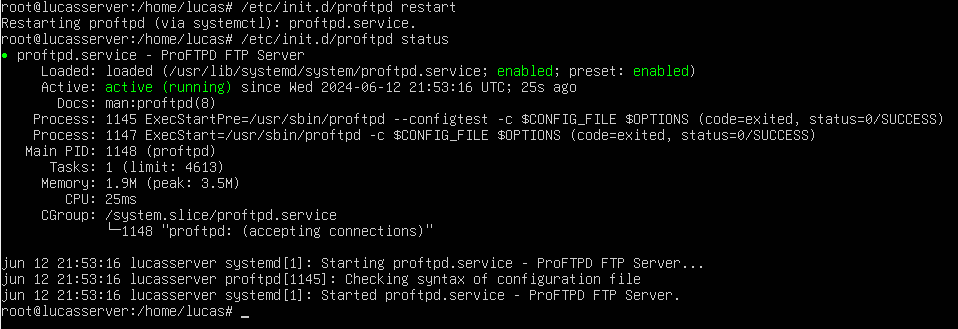 root@lucasserver:/home/lucas# /etc/init.d/proftpd restart
Restarting proftpd (via systemctl): proftpd.service.
root@lucasserver:/home/lucas# /etc/init.d/proftpd status
● proftpd.service - ProFTPD FTP Server
     Loaded: loaded (/usr/lib/systemd/system/proftpd.service; enabled; preset: enabled)
     Active: active (running) since Wed 2024-06-12 21:53:16 UTC; 25s ago
       Docs: man:proftpd(8)
    Process: 1145 ExecStartPre=/usr/sbin/proftpd --configtest -c $CONFIG_FILE $OPTIONS (code=exited, status=0/SUCCESS)
    Process: 1147 ExecStart=/usr/sbin/proftpd -c $CONFIG_FILE $OPTIONS (code=exited, status=0/SUCCESS)
   Main PID: 1148 (proftpd)
      Tasks: 1 (limit: 4613)
     Memory: 1.9M (peak: 3.5M)
        CPU: 25ms
     CGroup: /system.slice/proftpd.service
             └─1148 "proftpd: (accepting connections)"

jun 12 21:53:16 lucasserver systemd[1]: Starting proftpd.service - ProFTPD FTP Server...
jun 12 21:53:16 lucasserver proftpd[1145]: Checking syntax of configuration file
jun 12 21:53:16 lucasserver systemd[1]: Started proftpd.service - ProFTPD FTP Server.
root@lucasserver:/home/lucas# _